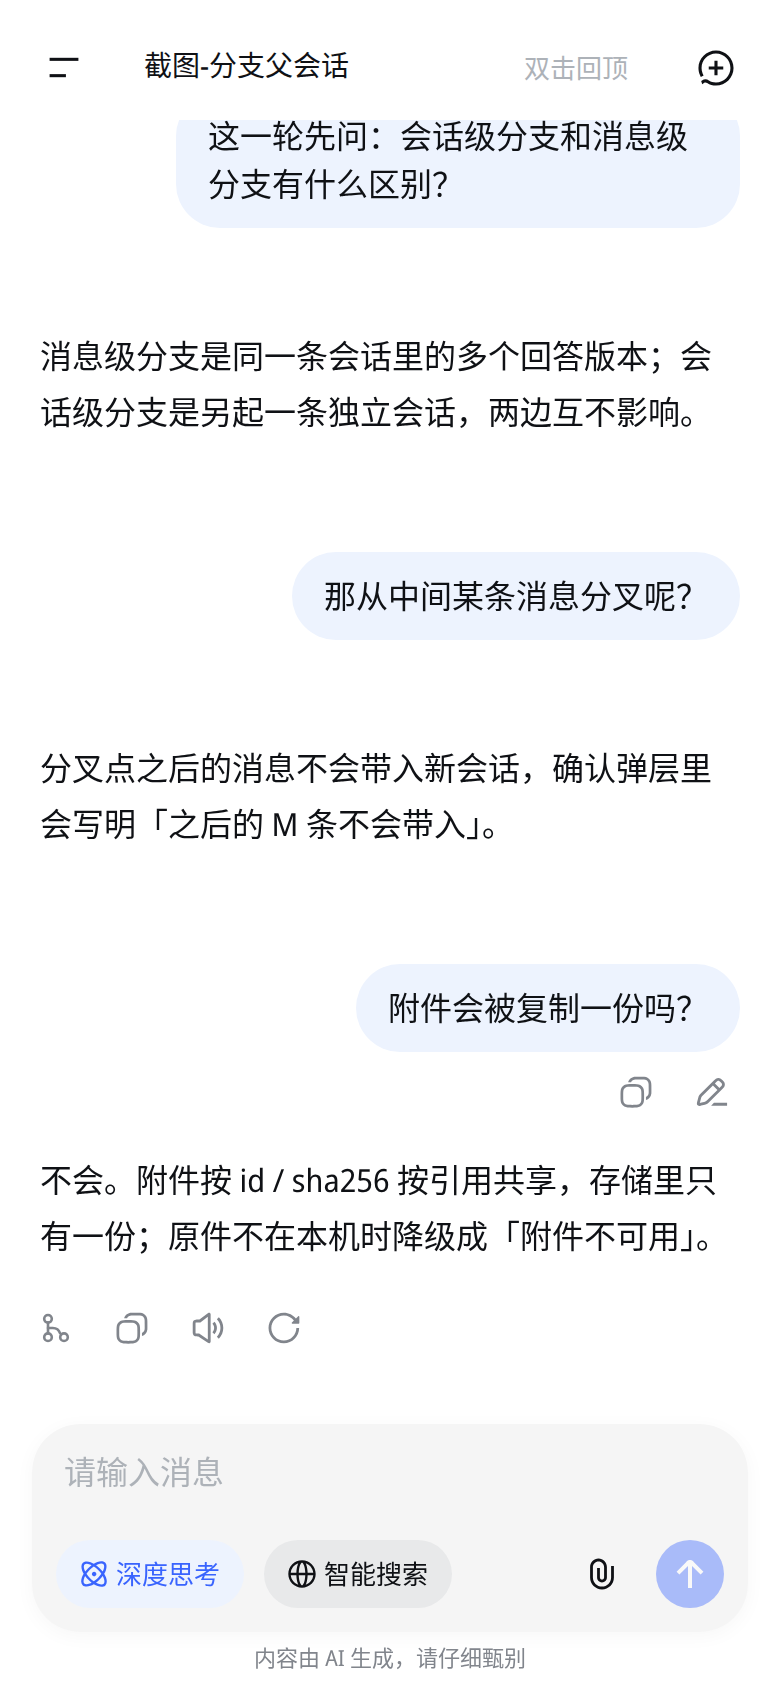 截图-分支父会话
双击回顶
这一轮先问：会话级分支和消息级
分支有什么区别？
消息级分支是同一条会话里的多个回答版本；会
话级分支是另起一条独立会话，两边互不影响。
那从中间某条消息分叉呢？
分叉点之后的消息不会带入新会话，确认弹层里
会写明「之后的 M 条不会带入」。
附件会被复制一份吗？
不会。附件按 id / sha256 按引用共享，存储里只
有一份；原件不在本机时降级成「附件不可用」。
请输入消息
深度思考
智能搜索
内容由 AI 生成，请仔细甄别